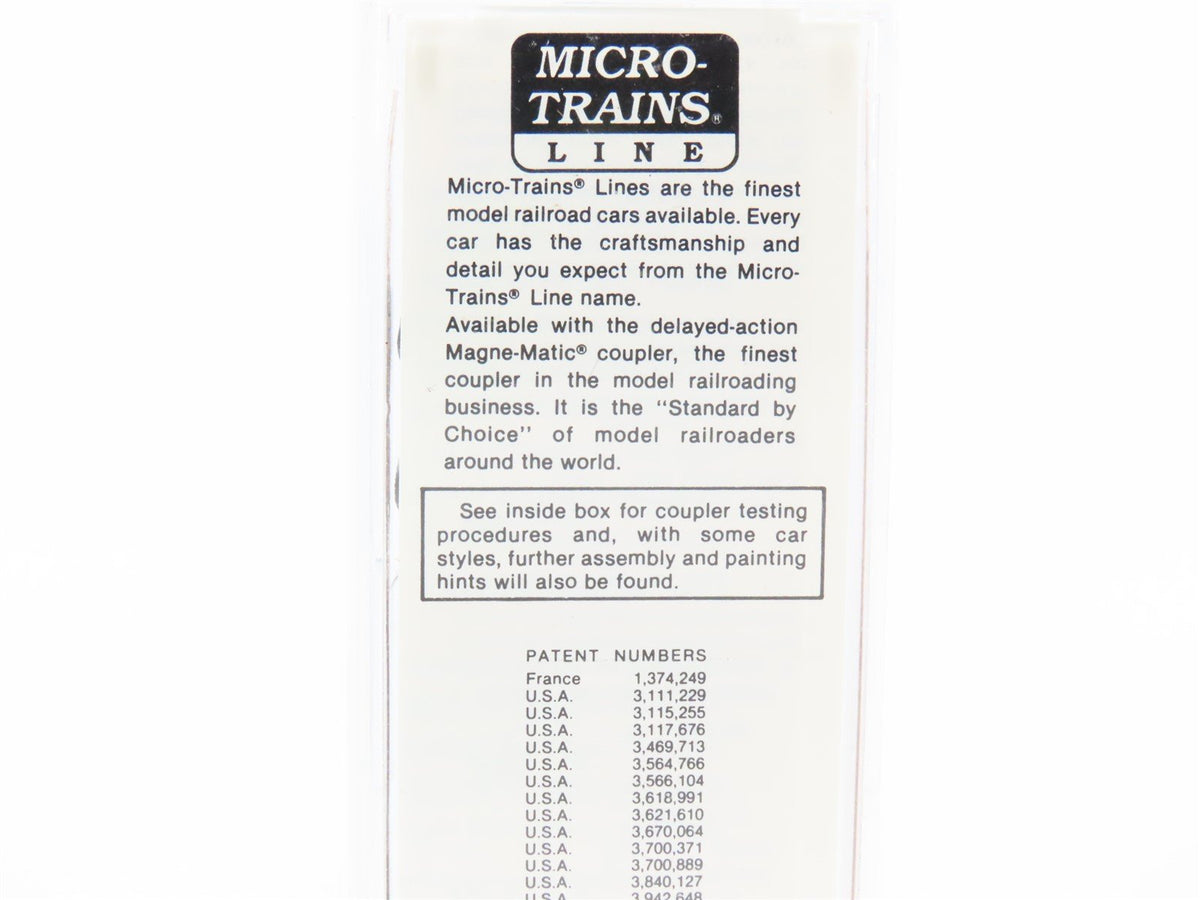 MICRO-
TRAINS®
LINE
Micro-Trains® Lines are the finest
model railroad cars available. Every
car has the craftsmanship and
detail you expect from the Micro-
Trains® Line name.
Available with the delayed-action
Magne-Matic® coupler, the finest
coupler in the model railroading
business. It is the "Standard by
Choice" of model railroaders
around the world.
See inside box for coupler testing
procedures and, with some car
styles, further assembly and painting
hints will also be found.
PATENT NUMBERS
France 1,374,249
U.S.A. 3,111,229
U.S.A. 3,115,255
U.S.A. 3,117,676
U.S.A. 3,469,713
U.S.A. 3,564,766
U.S.A. 3,566,104
U.S.A. 3,618,991
U.S.A. 3,621,610
U.S.A. 3,670,064
U.S.A. 3,700,371
U.S.A. 3,700,889
U.S.A. 3,840,127
U.S.A. 3,942,648